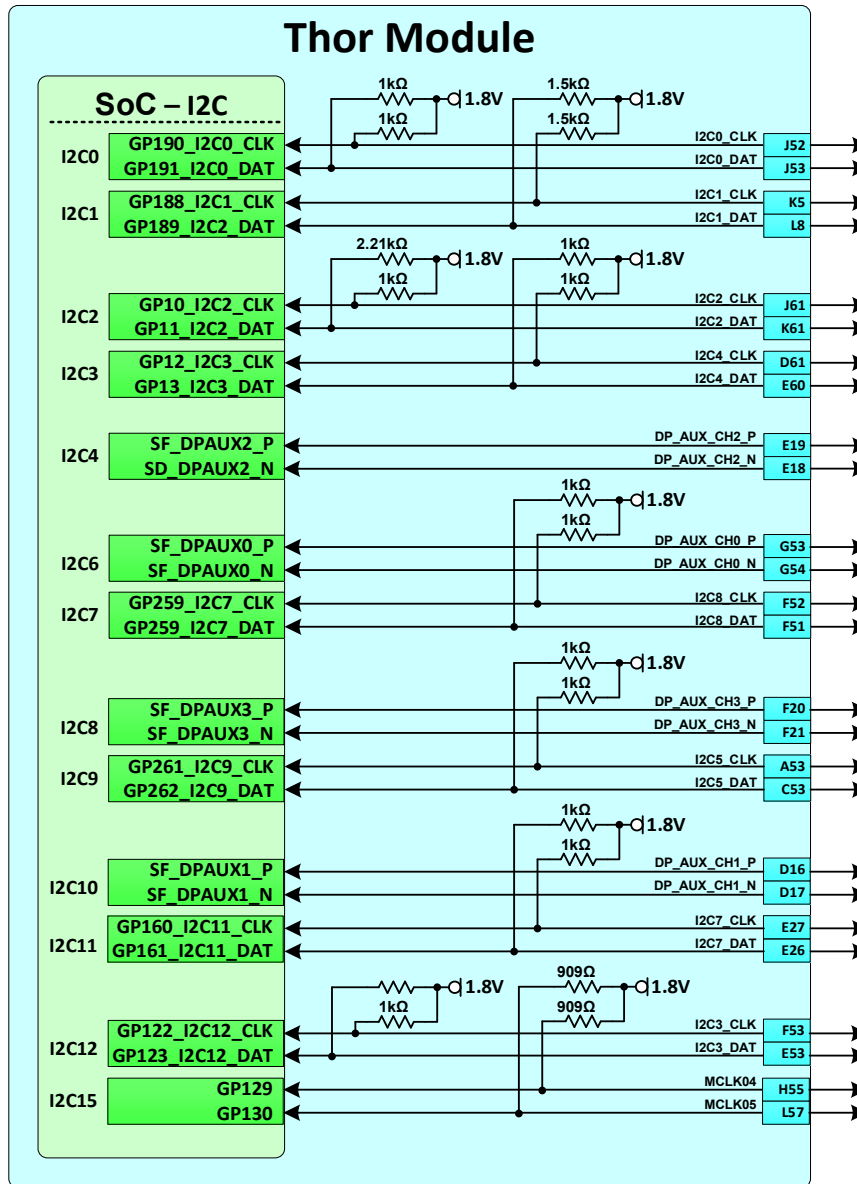 Thor Module
SoC – I2C
1kΩ
1kΩ
1.8V
1.5kΩ
1.5kΩ
1.8V
I2C0
GP190_I2C0_CLK
GP191_I2C0_DAT
I2C0_CLK
J52
I2C0_DAT
J53
I2C1
GP188_I2C1_CLK
GP189_I2C2_DAT
I2C1_CLK
K5
I2C1_DAT
L8
2.21kΩ
1kΩ
1.8V
1kΩ
1kΩ
1.8V
I2C2
GP10_I2C2_CLK
GP11_I2C2_DAT
I2C2_CLK
J61
I2C2_DAT
K61
I2C3
GP12_I2C3_CLK
GP13_I2C3_DAT
I2C4_CLK
D61
I2C4_DAT
E60
I2C4
SF_DPAUX2_P
SD_DPAUX2_N
DP_AUX_CH2_P
E19
DP_AUX_CH2_N
E18
1kΩ
1kΩ
1.8V
I2C6
SF_DPAUX0_P
SF_DPAUX0_N
DP_AUX_CH0_P
G53
DP_AUX_CH0_N
G54
I2C7
GP259_I2C7_CLK
GP259_I2C7_DAT
I2C8_CLK
F52
I2C8_DAT
F51
1kΩ
1kΩ
1.8V
I2C8
SF_DPAUX3_P
SF_DPAUX3_N
DP_AUX_CH3_P
F20
DP_AUX_CH3_N
F21
I2C9
GP261_I2C9_CLK
GP262_I2C9_DAT
I2C5_CLK
A53
I2C5_DAT
C53
1kΩ
1kΩ
1.8V
I2C10
SF_DPAUX1_P
SF_DPAUX1_N
DP_AUX_CH1_P
D16
DP_AUX_CH1_N
D17
I2C11
GP160_I2C11_CLK
GP161_I2C11_DAT
I2C7_CLK
E27
I2C7_DAT
E26
1kΩ
1.8V
909Ω
909Ω
1.8V
I2C12
GP122_I2C12_CLK
GP123_I2C12_DAT
I2C3_CLK
F53
I2C3_DAT
E53
I2C15
GP129
GP130
MCLK04
H55
MCLK05
L57